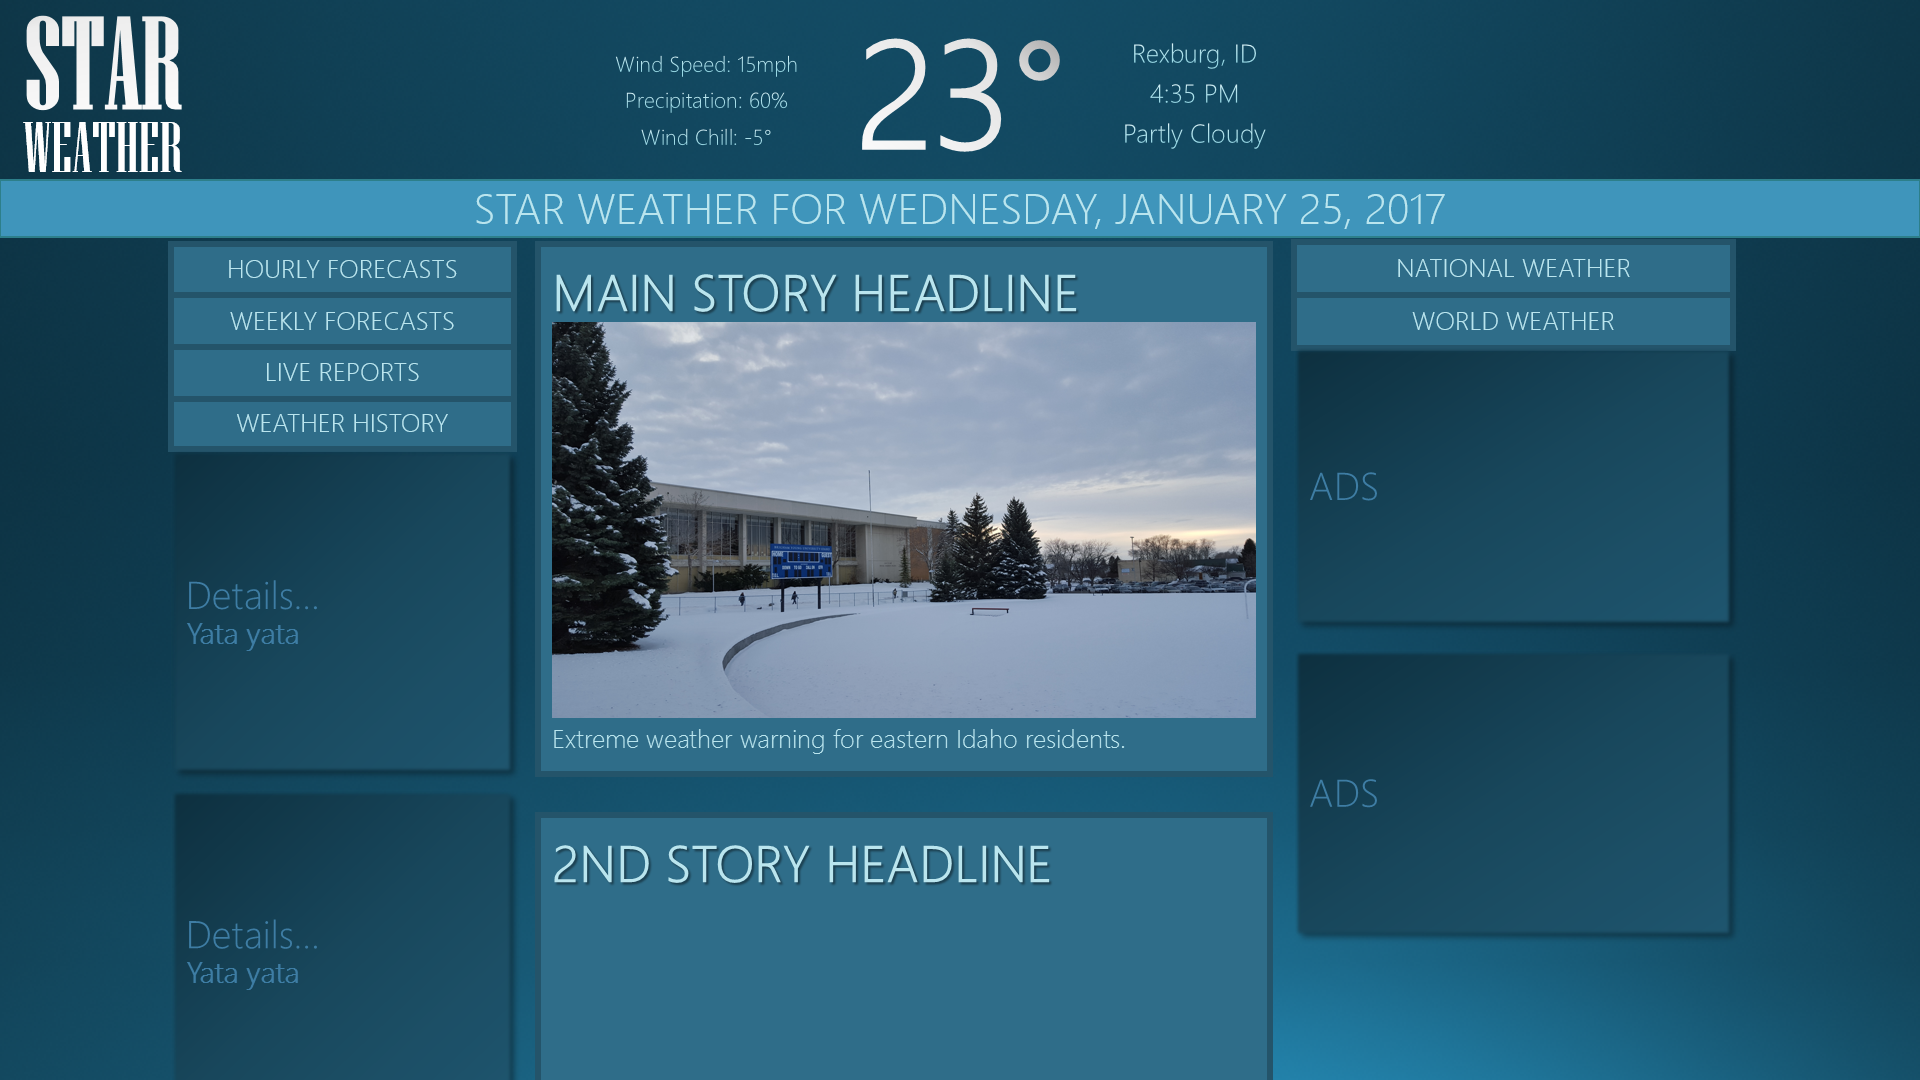 STAR
WEATHER
Wind Speed: 15mph
Precipitation: 60%
Wind Chill: -5°
23°
Rexburg, ID
4:35 PM
Partly Cloudy
STAR WEATHER FOR WEDNESDAY, JANUARY 25, 2017
HOURLY FORECASTS
WEEKLY FORECASTS
LIVE REPORTS
WEATHER HISTORY
Details...
Yata yata
Details...
Yata yata
MAIN STORY HEADLINE
HOME
GUEST
Extreme weather warning for eastern Idaho residents.
2ND STORY HEADLINE
NATIONAL WEATHER
WORLD WEATHER
ADS
ADS